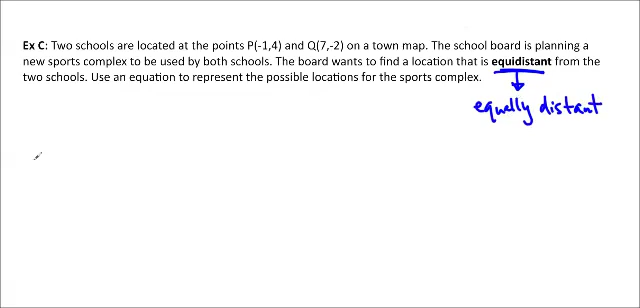 Ex C: Two schools are located at the points P(-1,4) and Q(7,-2) on a town map. The school board is planning a
new sports complex to be used by both schools. The board wants to find a location that is equidistant from the
two schools. Use an equation to represent the possible locations for the sports complex.
equally distant